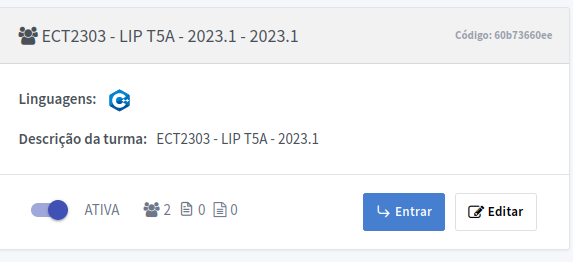 ECT2303 - LIP T5A - 2023.1 - 2023.1 Código: 60b73660ee
Linguagens: C++
Descrição da turma: ECT2303 - LIP T5A - 2023.1
ATIVA 2 0 0 Entrar Editar